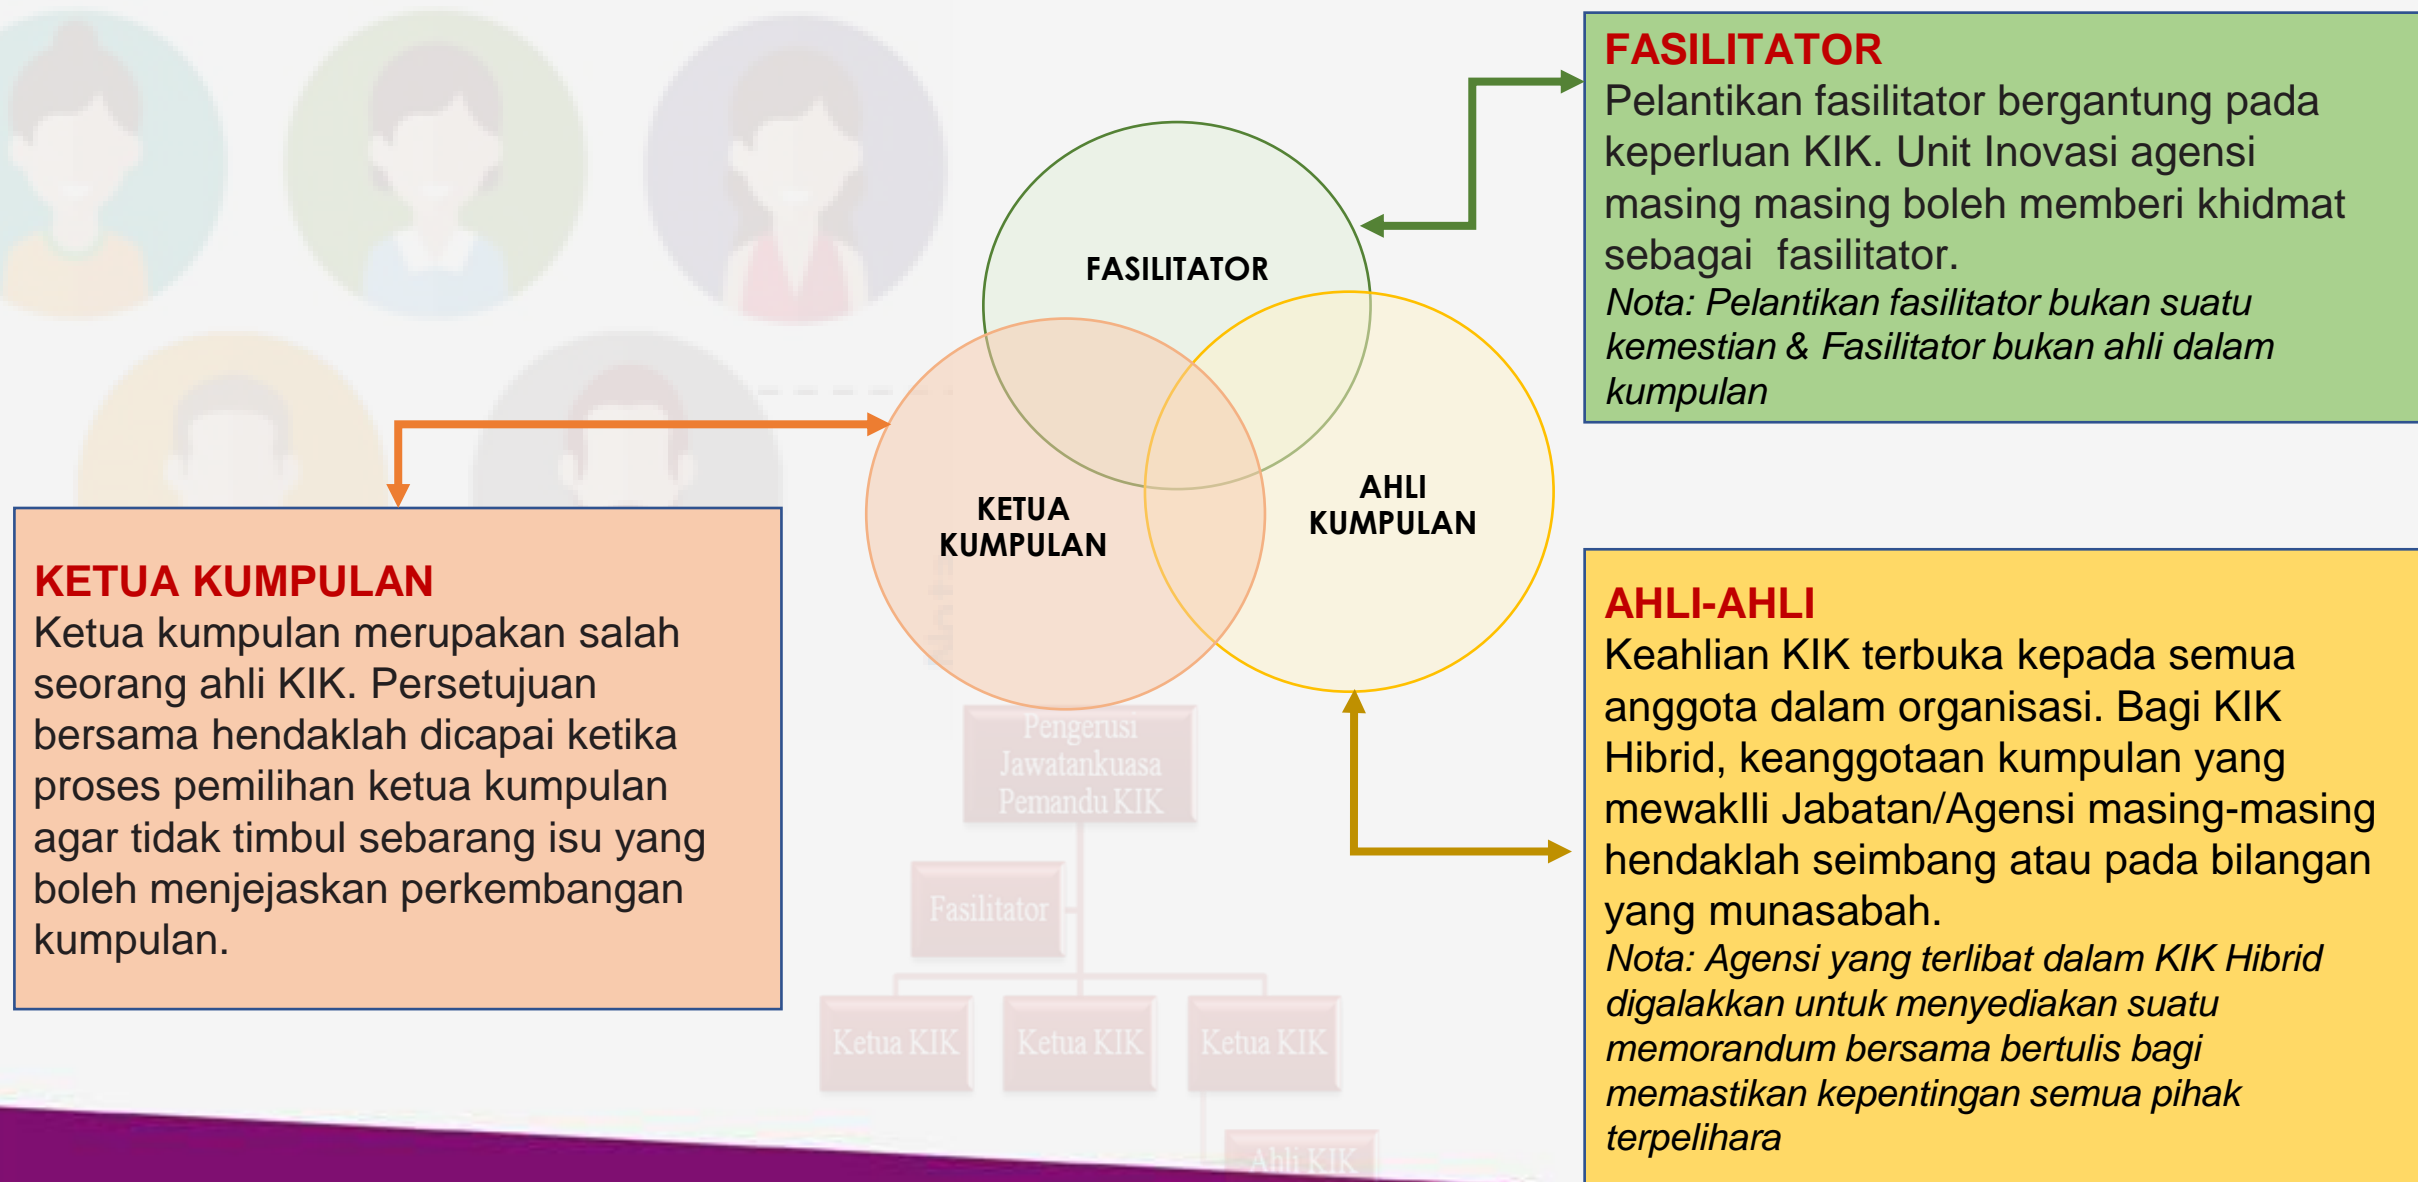 FASILITATOR
Pelantikan fasilitator bergantung pada
keperluan KIK. Unit Inovasi agensi
masing masing boleh memberi khidmat
sebagai  fasilitator.
Nota: Pelantikan fasilitator bukan suatu
kemestian & Fasilitator bukan ahli dalam
kumpulan
FASILITATOR
KETUA
KUMPULAN
AHLI
KUMPULAN
KETUA KUMPULAN
Ketua kumpulan merupakan salah
seorang ahli KIK. Persetujuan
bersama hendaklah dicapai ketika
proses pemilihan ketua kumpulan
agar tidak timbul sebarang isu yang
boleh menjejaskan perkembangan
kumpulan.
AHLI-AHLI
Keahlian KIK terbuka kepada semua
anggota dalam organisasi. Bagi KIK
Hibrid, keanggotaan kumpulan yang
mewakIli Jabatan/Agensi masing-masing
hendaklah seimbang atau pada bilangan
yang munasabah.
Nota: Agensi yang terlibat dalam KIK Hibrid
digalakkan untuk menyediakan suatu
memorandum bersama bertulis bagi
memastikan kepentingan semua pihak
terpelihara
Pengerusi
Jawatankuasa
Pemandu KIK
Fasilitator
Ketua KIK
Ketua KIK
Ketua KIK
Ahli KIK